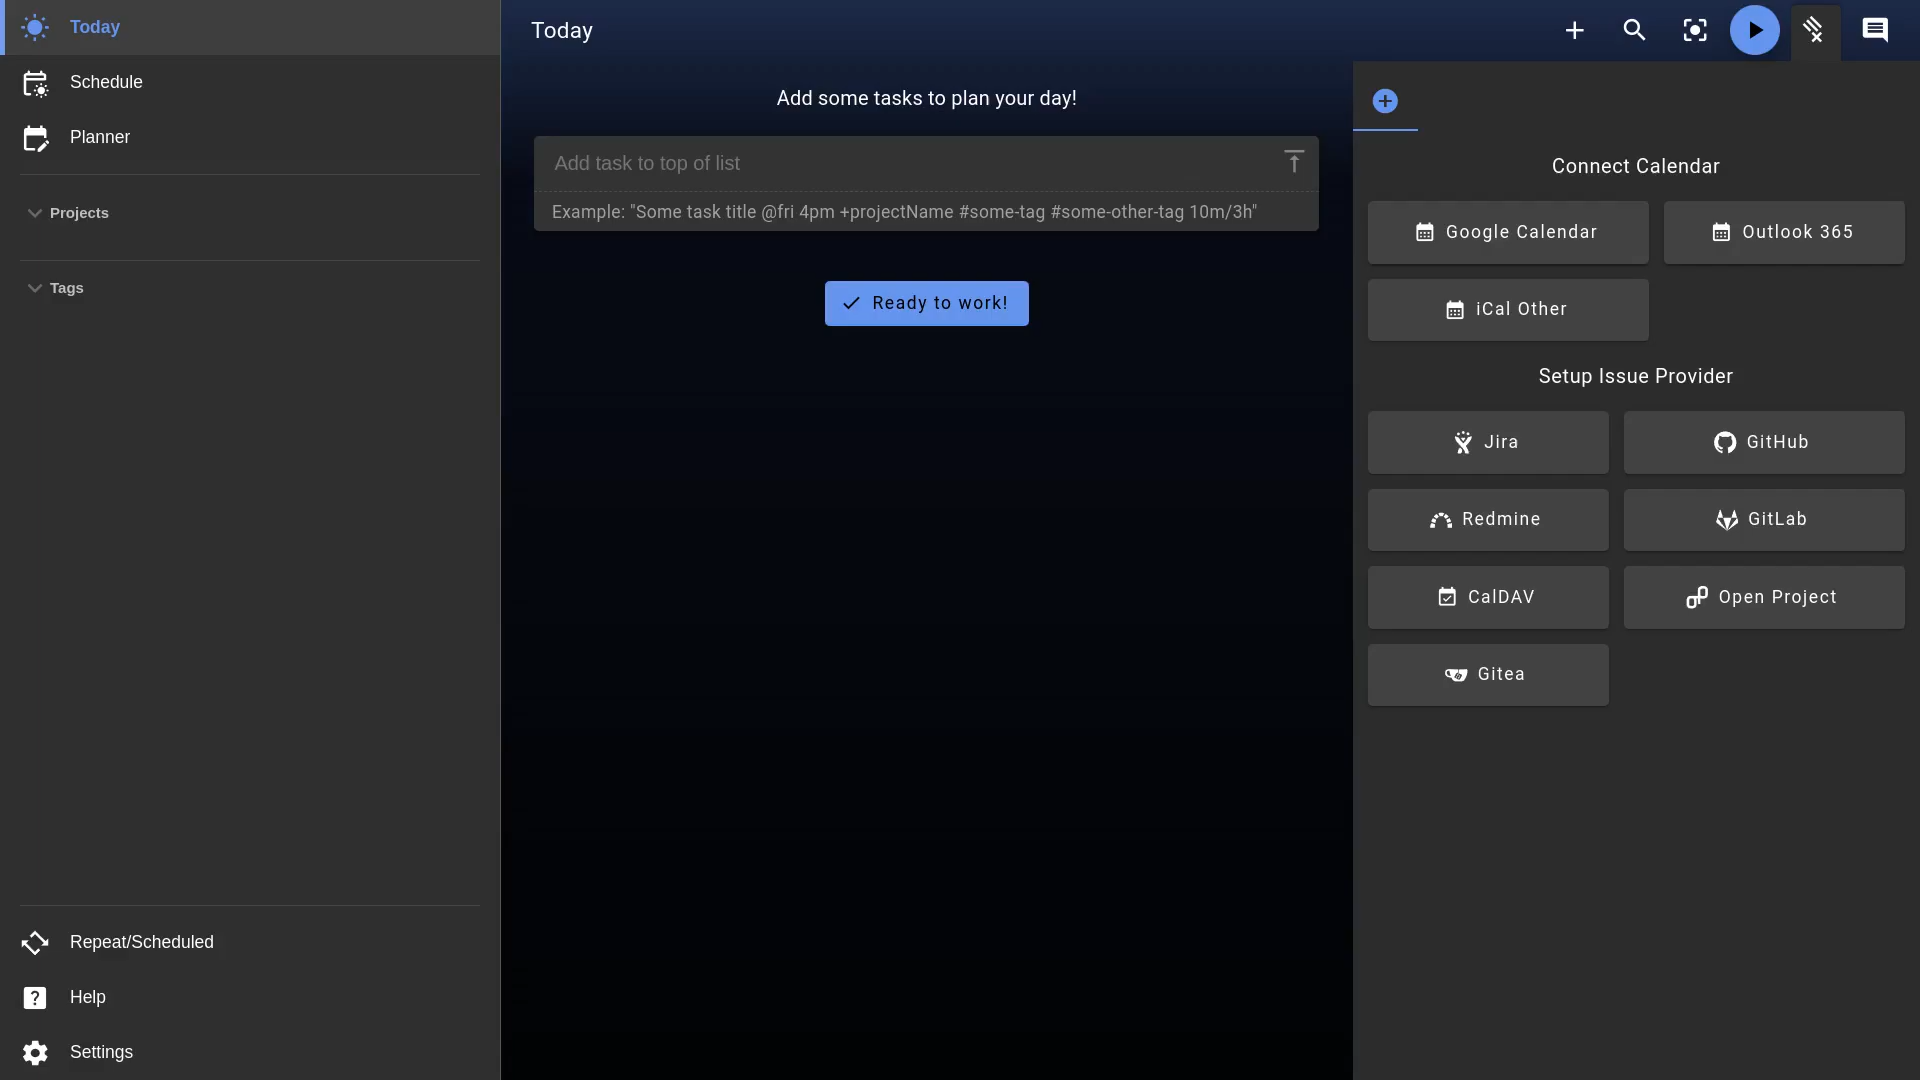 Today
Schedule
Planner
Projects
Tags
Repeat/Scheduled
Help
Settings
Today
Add some tasks to plan your day!
Add task to top of list
Example: "Some task title @fri 4pm +projectName #some-tag #some-other-tag 10m/3h"
Ready to work!
Connect Calendar
Google Calendar
Outlook 365
iCal Other
Setup Issue Provider
Jira
GitHub
Redmine
GitLab
CalDAV
Open Project
Gitea